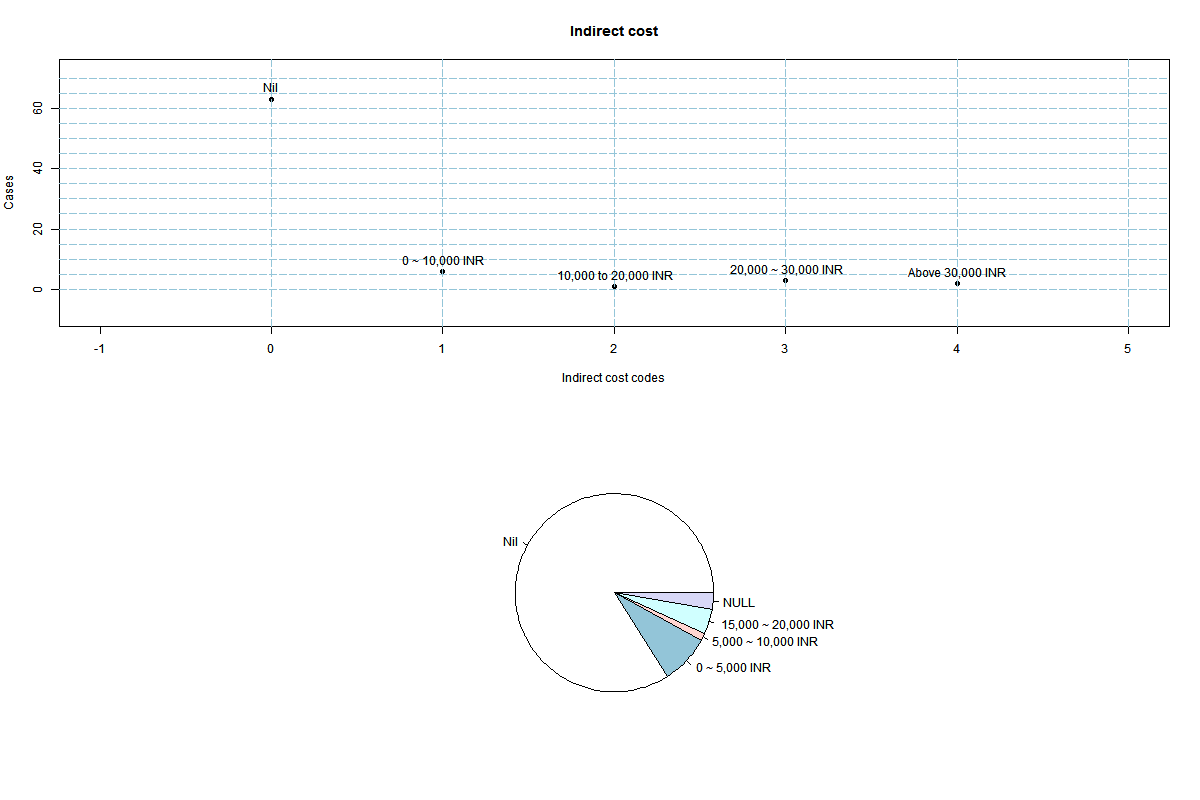 Indirect cost
Cases
60
40
20
0
Nil
0 ~ 10,000 INR
10,000 to 20,000 INR
20,000 ~ 30,000 INR
Above 30,000 INR
-1 0 1 2 3 4 5
Indirect cost codes
Nil
NULL
15,000 ~ 20,000 INR
5,000 ~ 10,000 INR
0 ~ 5,000 INR